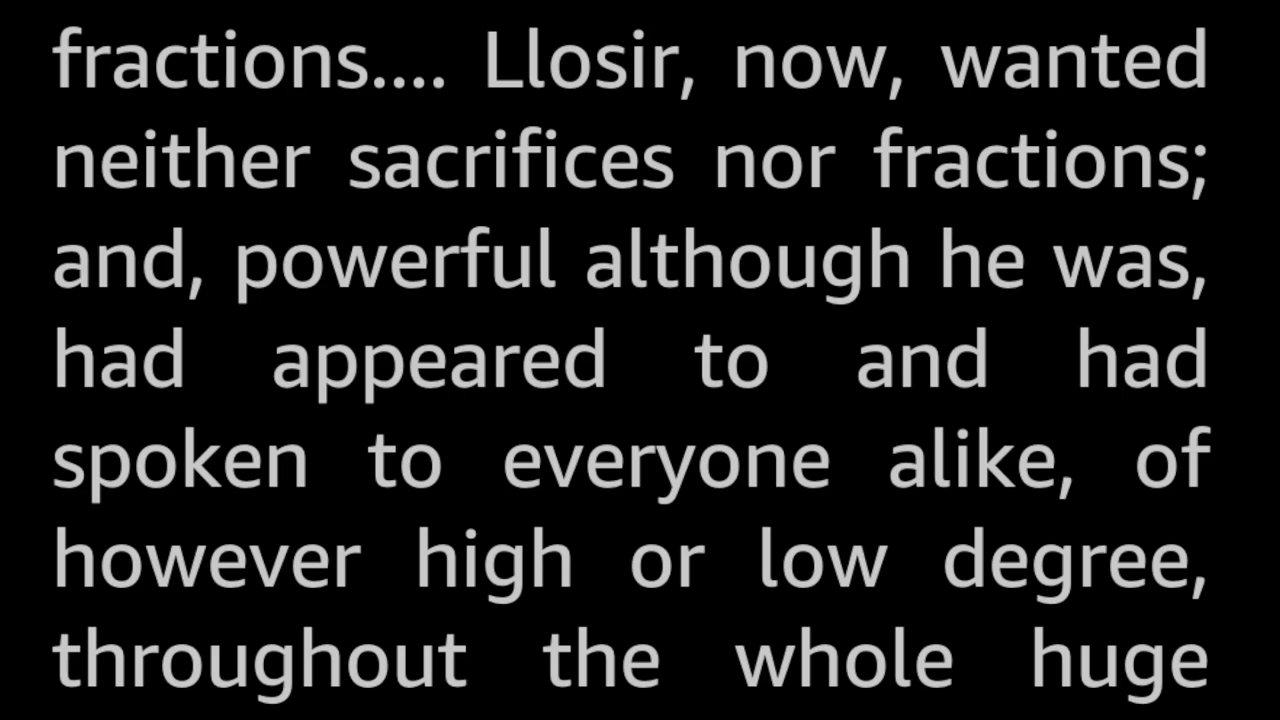 fractions.... Llosir, now, wanted
neither sacrifices nor fractions;
and, powerful although he was,
had appeared to and had
spoken to everyone alike, of
however high or low degree,
throughout the whole huge